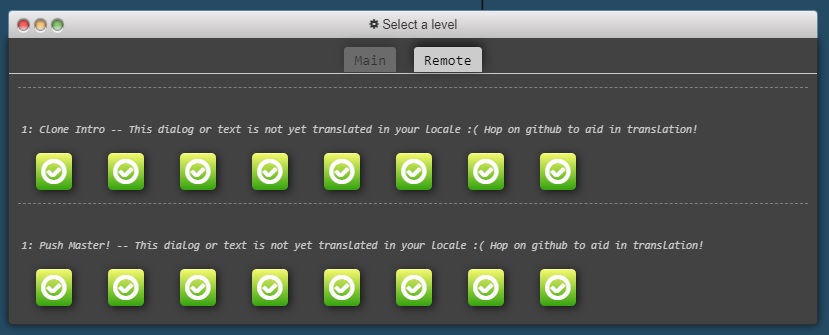 Select a level
Main Remote
1: Clone Intro -- This dialog or text is not yet translated in your locale :( Hop on github to aid in translation!
1: Push Master! -- This dialog or text is not yet translated in your locale :( Hop on github to aid in translation!